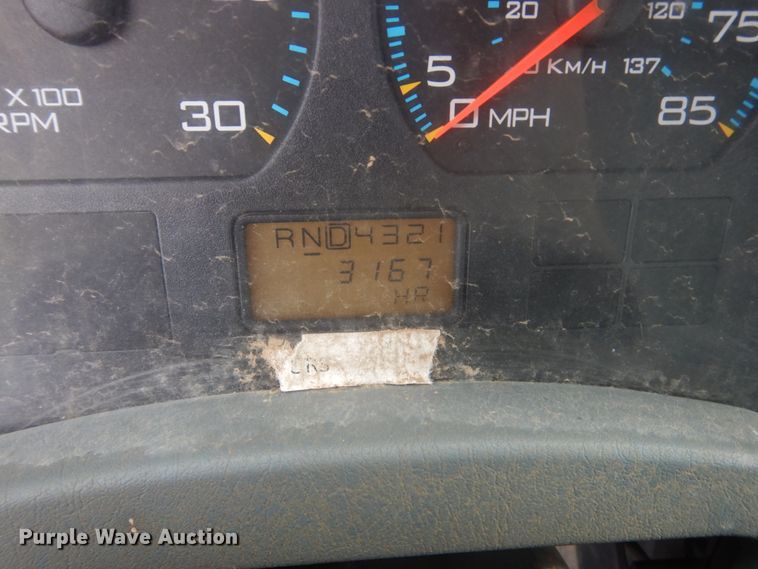 20 120
5 75
Km/H 137
X 100
RPM
30
0 MPH
85
RND4321
3167
HR
Purple Wave Auction